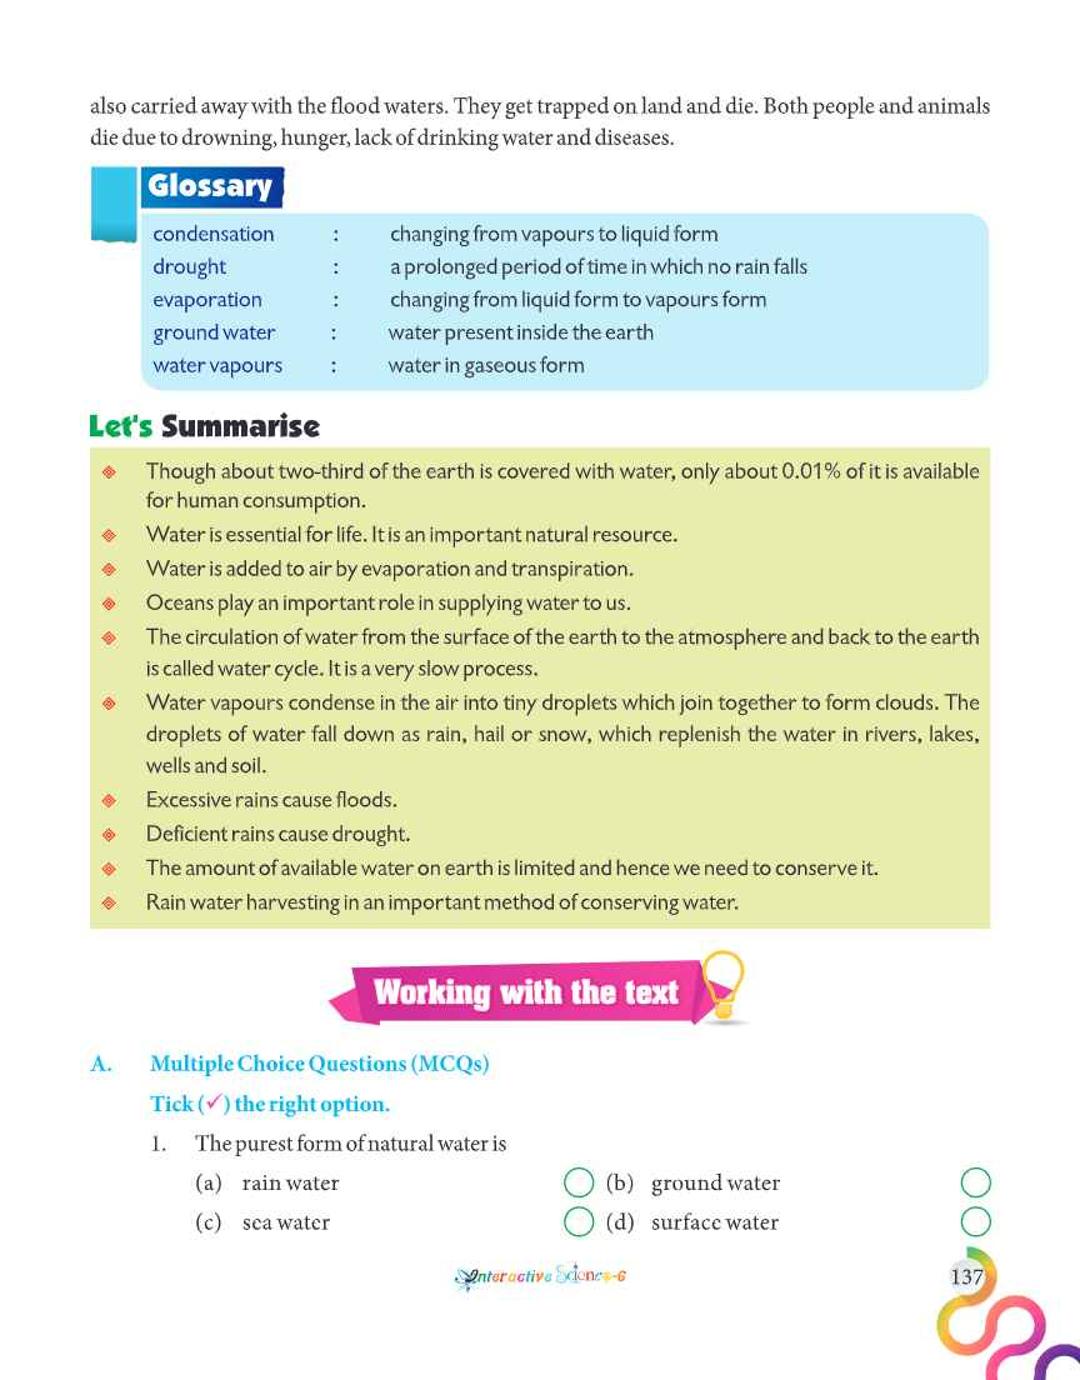 also carried away with the flood waters. They get trapped on land and die. Both people and animals
die due to drowning, hunger, lack of drinking water and diseases.
Glossary
condensation : changing from vapours to liquid form
drought : a prolonged period of time in which no rain falls
evaporation : changing from liquid form to vapours form
ground water : water present inside the earth
water vapours : water in gaseous form
Let's Summarise
Though about two-third of the earth is covered with water, only about 0.01% of it is available
for human consumption.
Water is essential for life. It is an important natural resource.
Water is added to air by evaporation and transpiration.
Oceans play an important role in supplying water to us.
The circulation of water from the surface of the earth to the atmosphere and back to the earth
is called water cycle. It is a very slow process.
Water vapours condense in the air into tiny droplets which join together to form clouds. The
droplets of water fall down as rain, hail or snow, which replenish the water in rivers, lakes,
wells and soil.
Excessive rains cause floods.
Deficient rains cause drought.
The amount of available water on earth is limited and hence we need to conserve it.
Rain water harvesting in an important method of conserving water.
Working with the text
A. Multiple Choice Questions (MCQs)
Tick (✓) the right option.
1. The purest form of natural water is
(a) rain water (b) ground water
(c) sea water (d) surface water
Interactive Science-6
137